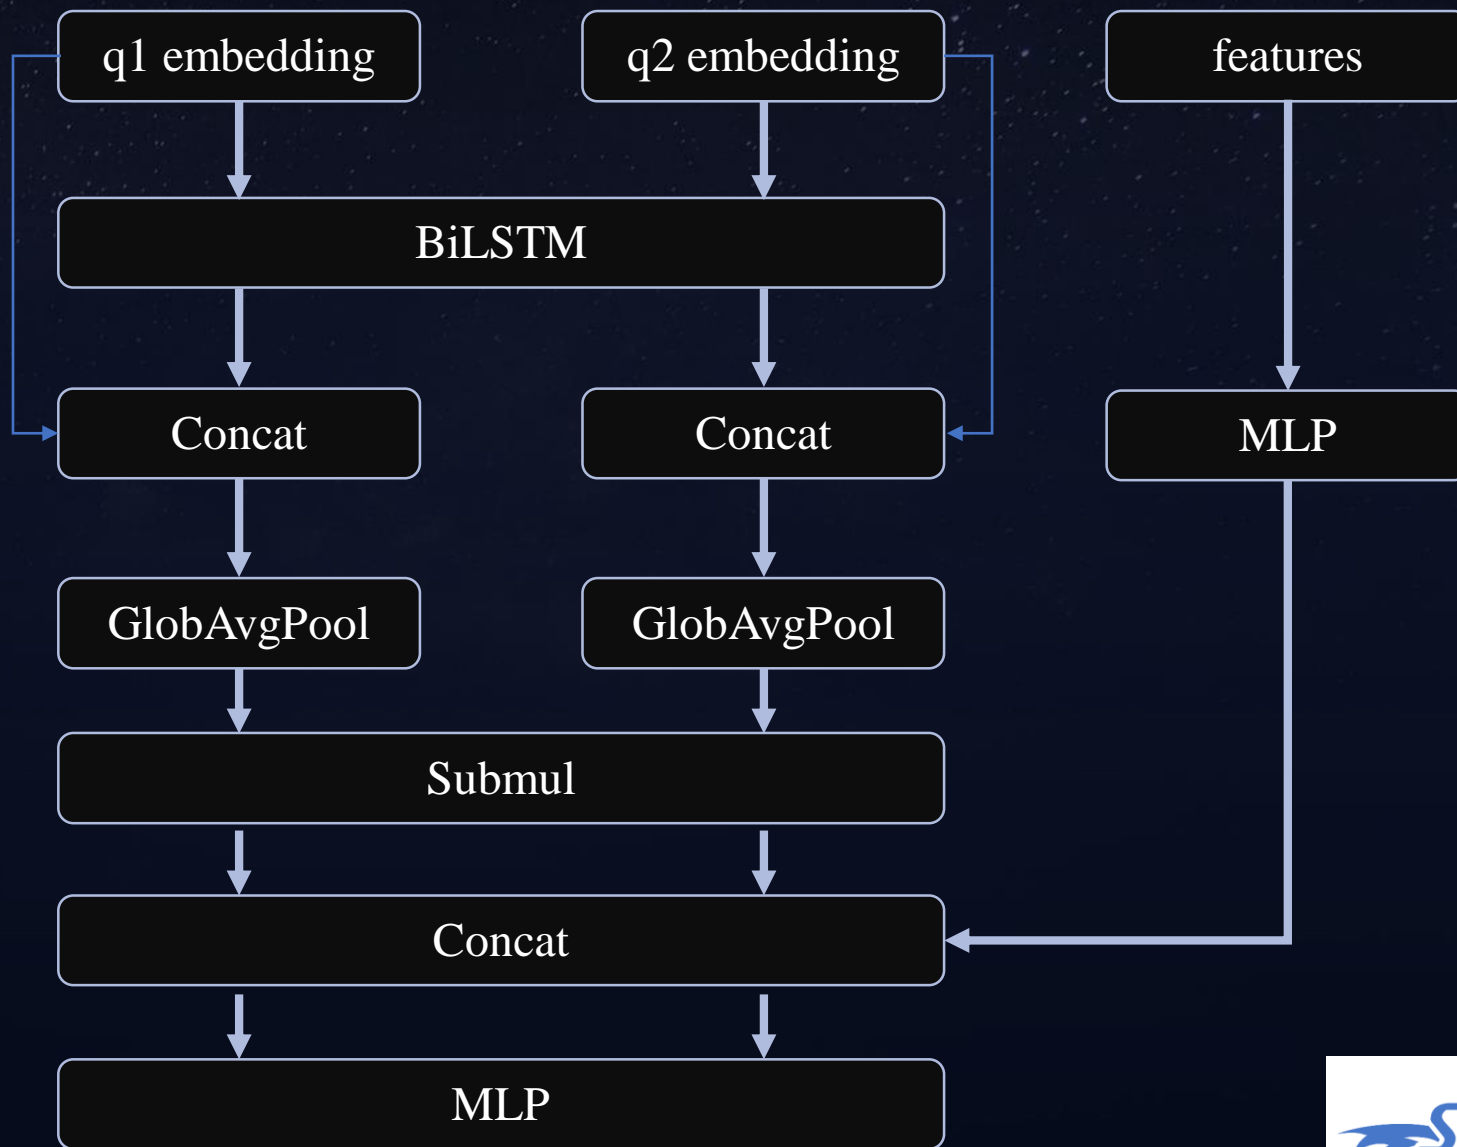 q1 embedding
q2 embedding
features
BiLSTM
Concat
Concat
MLP
GlobAvgPool
GlobAvgPool
Submul
Concat
MLP